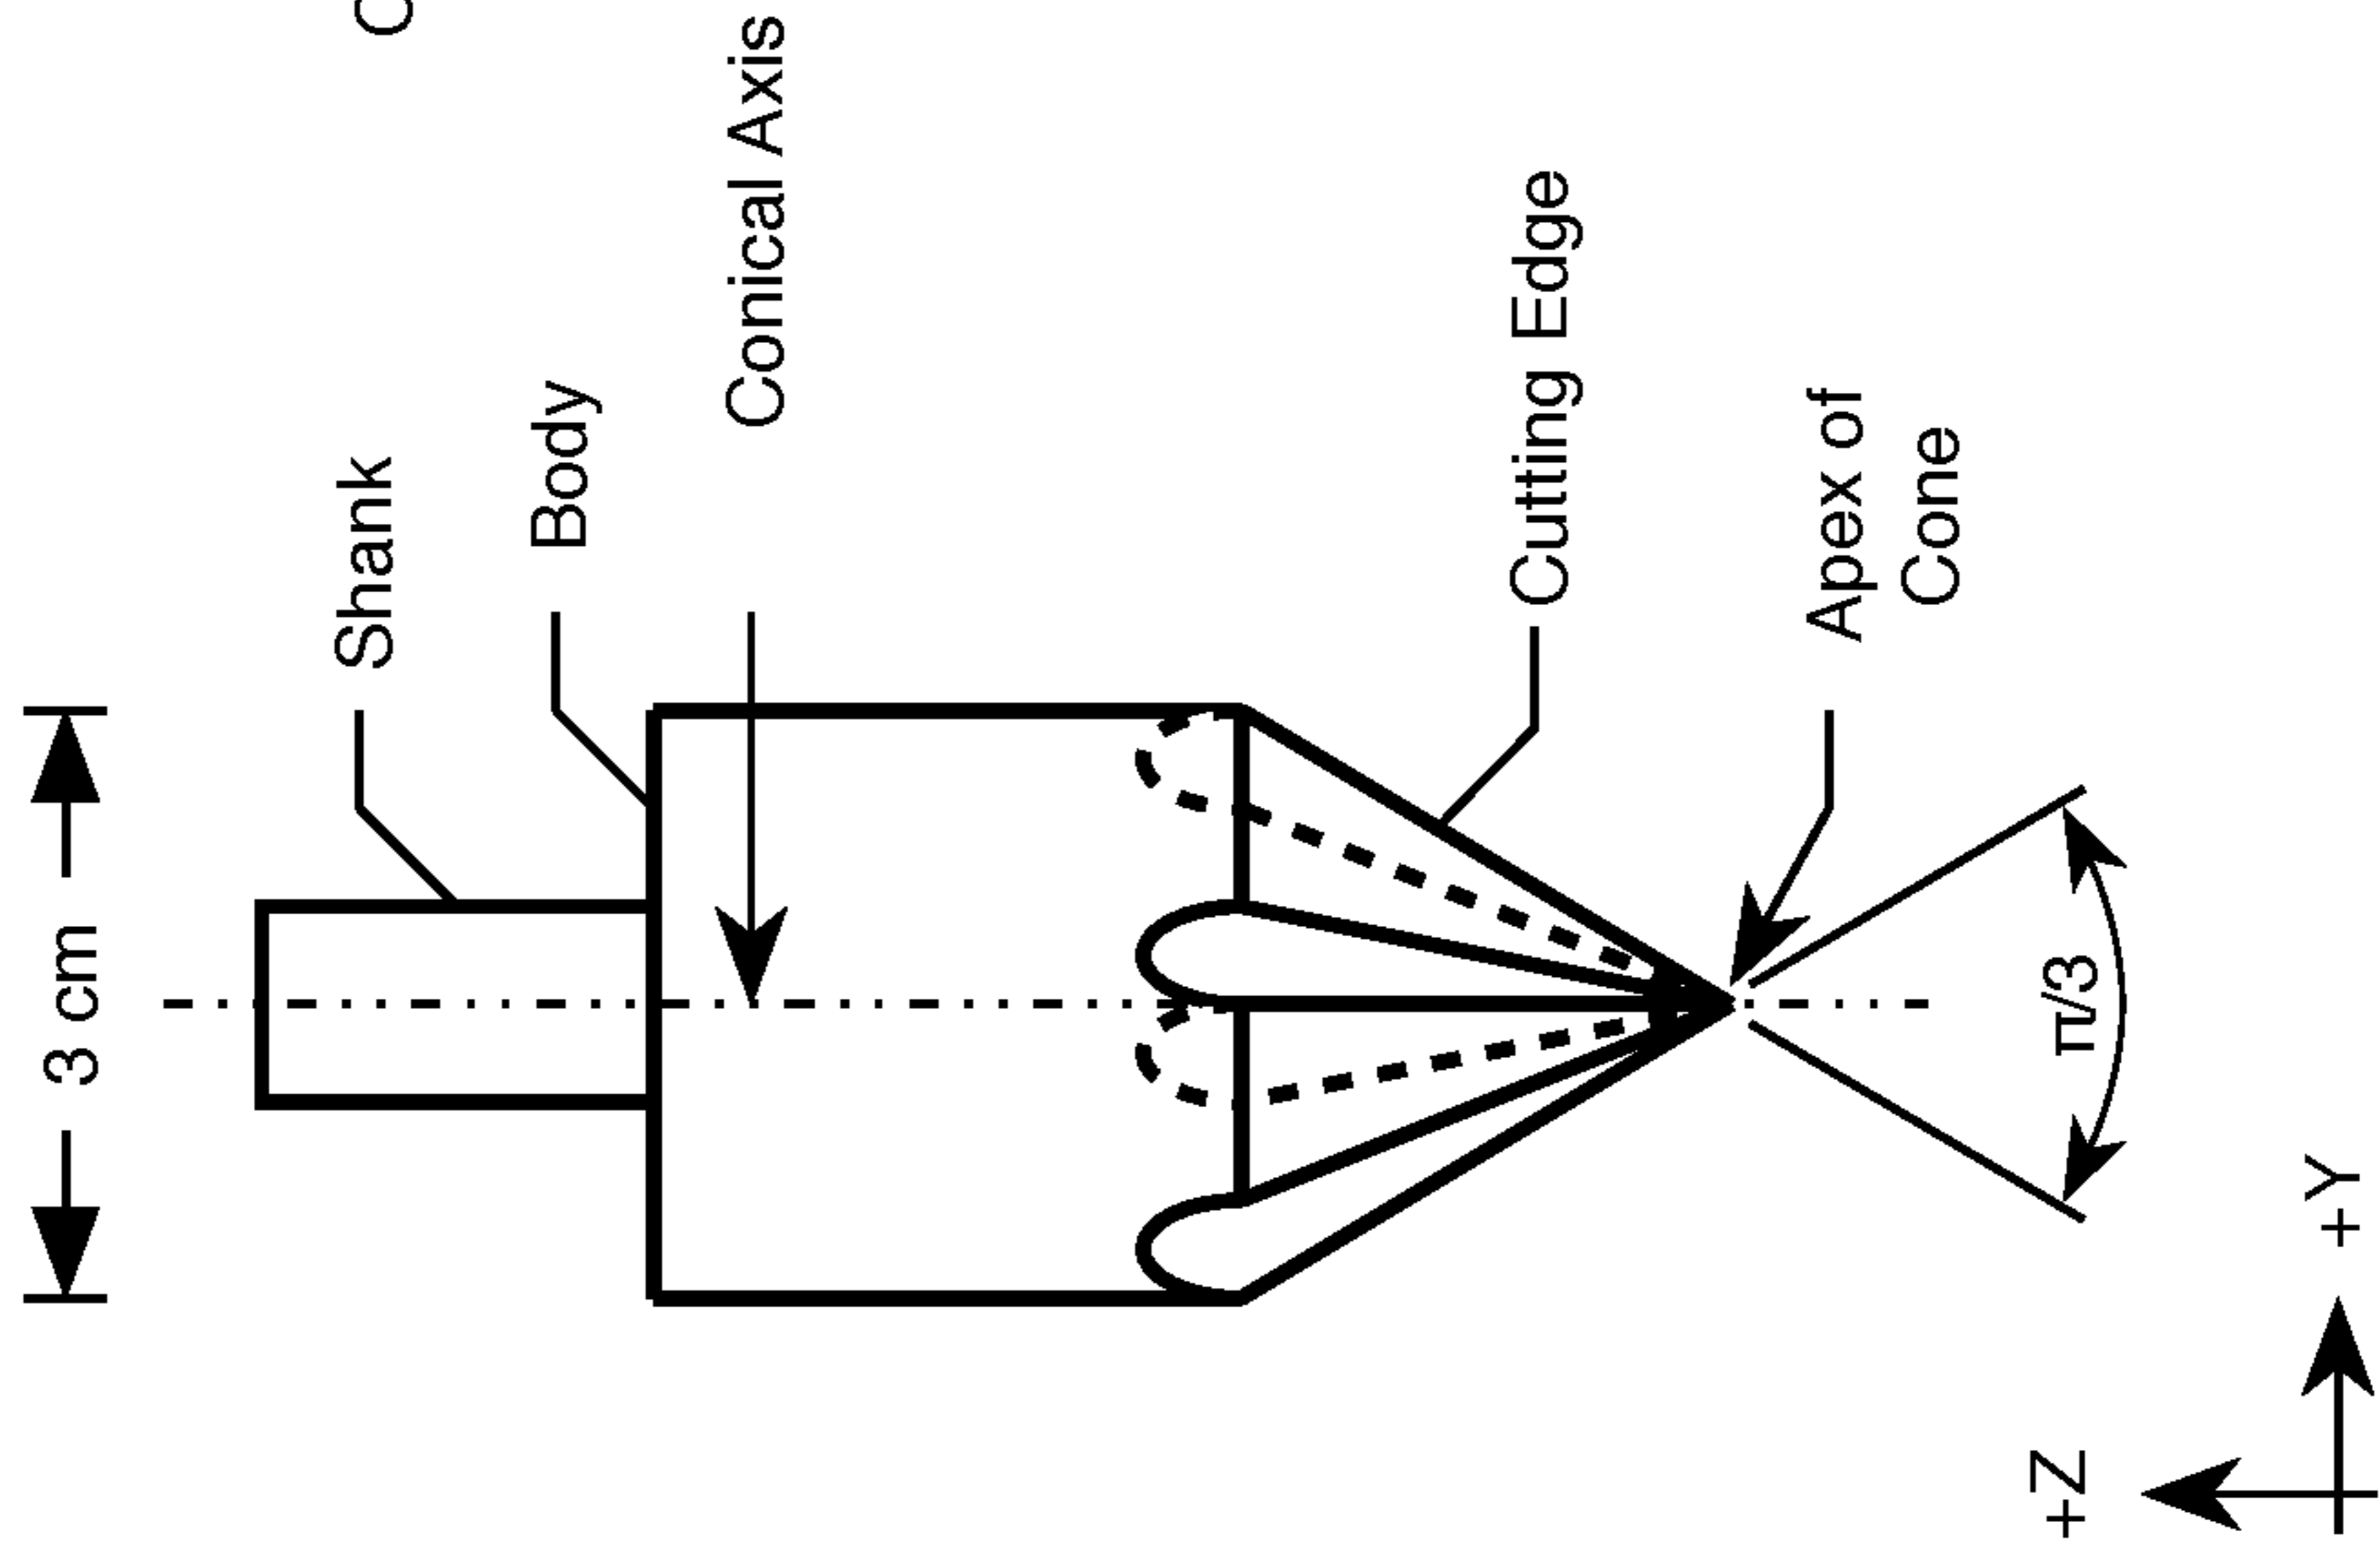 3 cm
Shank
Body
Conical Axis
Cutting Edge
Apex of
Cone
π/3
+Z
+Y